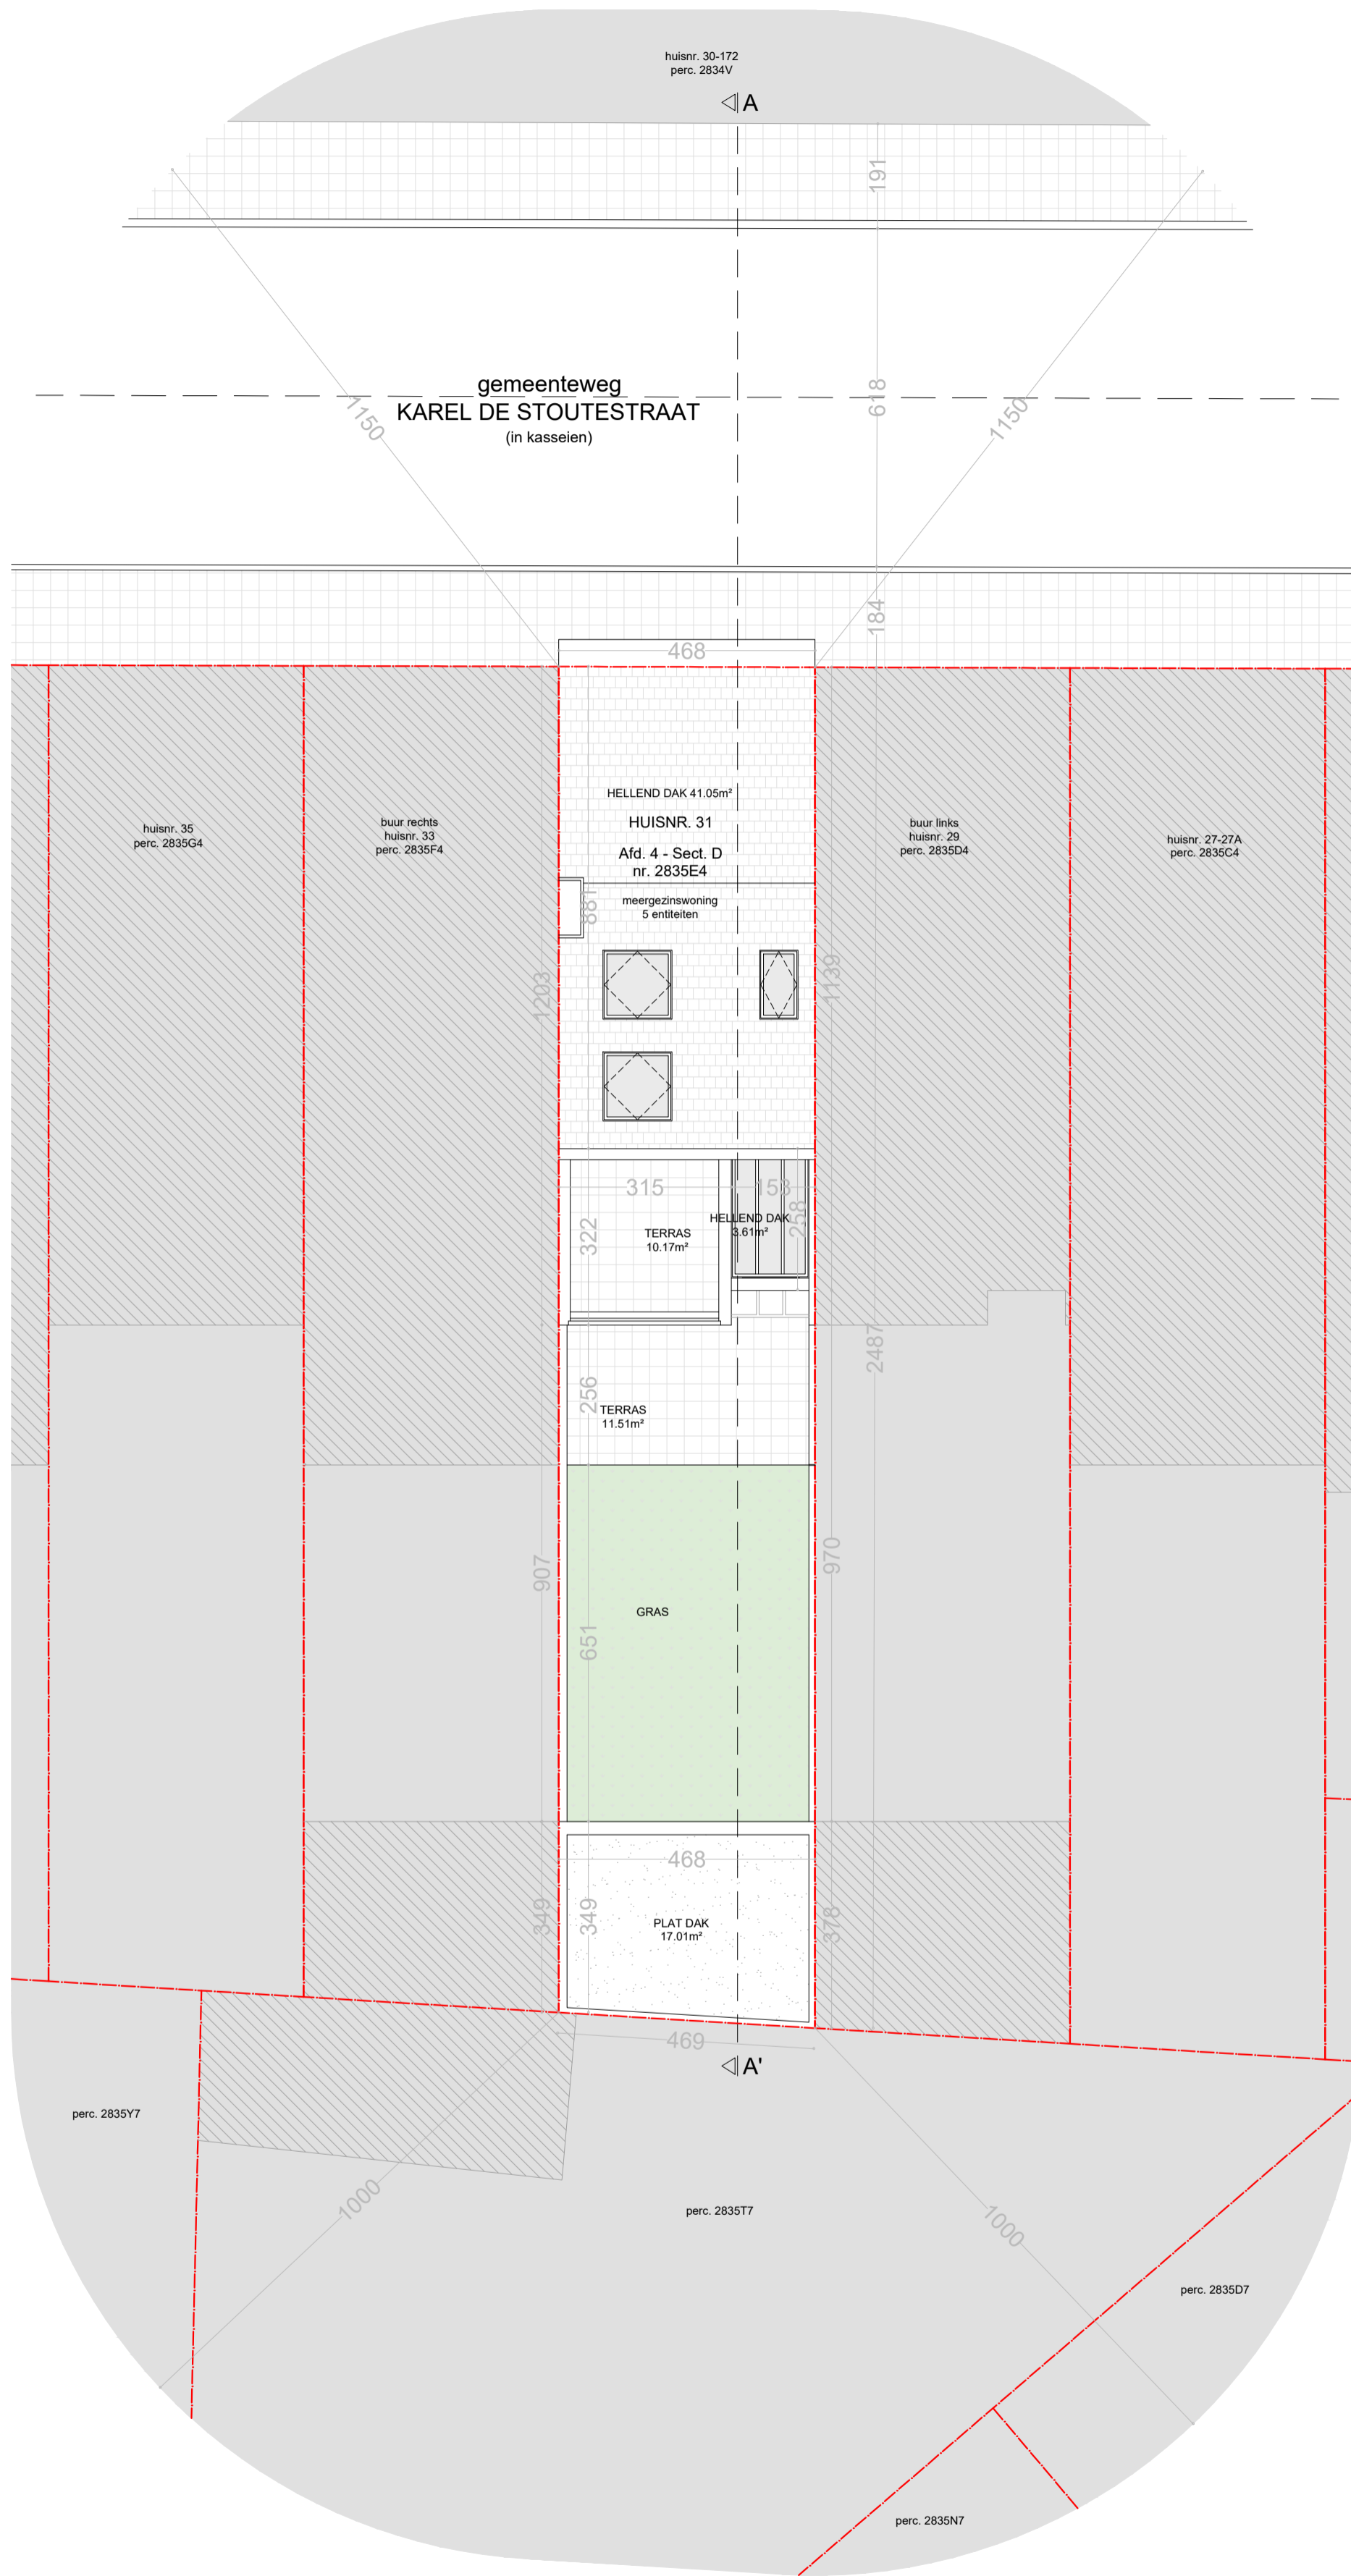 huisnr. 30-172
perc. 2834V
A
191
gemeenteweg
KAREL DE STOUTESTRAAT
(in kasseien)
1150
618
1150
184
468
HELLEND DAK 41.05m²
HUISNR. 31
Afd. 4 - Sect. D
nr. 2835E4
meergezinswoning
5 entiteiten
huisnr. 35
perc. 2835G4
buur rechts
huisnr. 33
perc. 2835F4
buur links
huisnr. 29
perc. 2835D4
huisnr. 27-27A
perc. 2835C4
881
1203
1139
315
153
322
TERRAS
10.17m²
HELLEND DAK
3.61m²
258
2487
256
TERRAS
11.51m²
907
970
GRAS
651
468
349
349
PLAT DAK
17.01m²
378
469
A'
perc. 2835Y7
1000
perc. 2835T7
1000
perc. 2835D7
perc. 2835N7